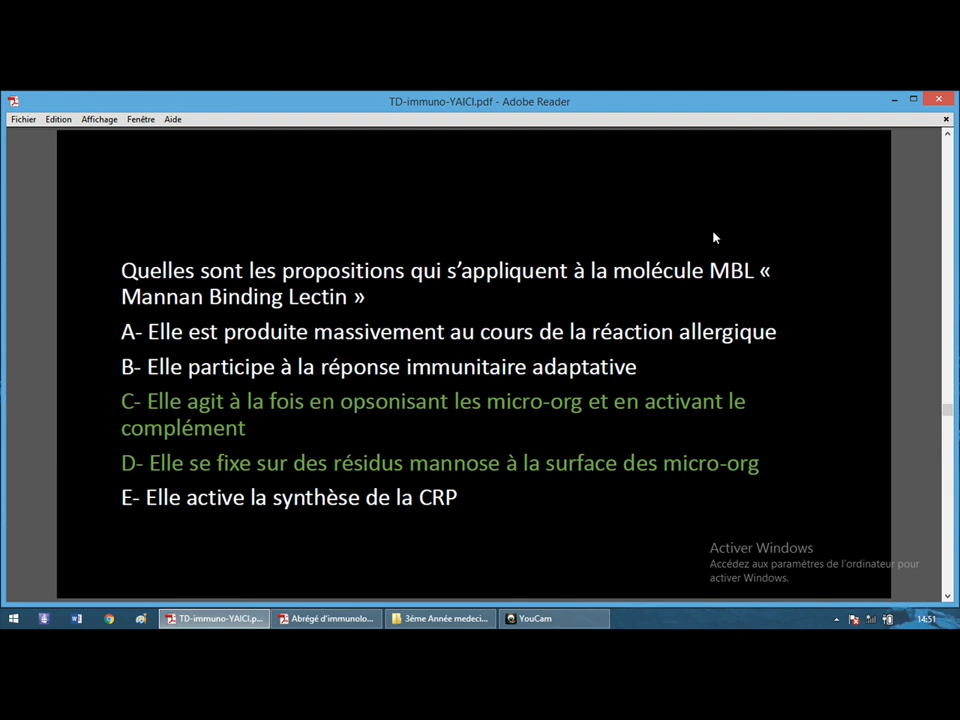 TD-immuno-YAICI.pdf - Adobe Reader
Fichier Edition Affichage Fenêtre Aide
Quelles sont les propositions qui s’appliquent à la molécule MBL «
Mannan Binding Lectin »
A- Elle est produite massivement au cours de la réaction allergique
B- Elle participe à la réponse immunitaire adaptative
C- Elle agit à la fois en opsonisant les micro-org et en activant le
complément
D- Elle se fixe sur des résidus mannose à la surface des micro-org
E- Elle active la synthèse de la CRP
Activer Windows
Accédez aux paramètres de l'ordinateur pour
activer Windows.
TD-immuno-YAICI.p... Abrégé d'immunolo... 3éme Année medeci... YouCam 14:51